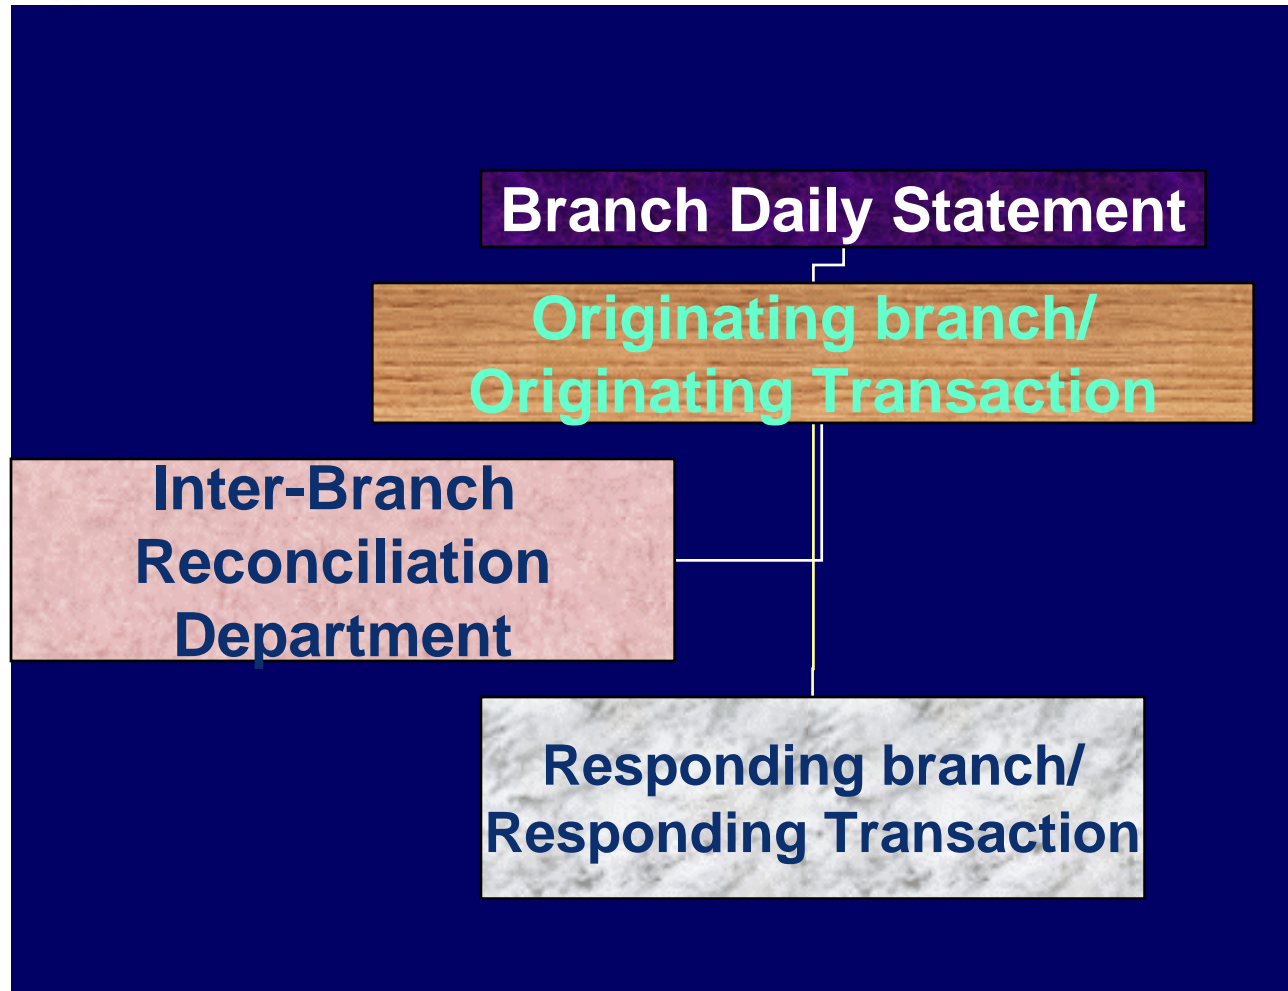 Branch Daily Statement
Originating branch/
Originating Transaction
Inter-Branch
Reconciliation
Department
Responding branch/
Responding Transaction